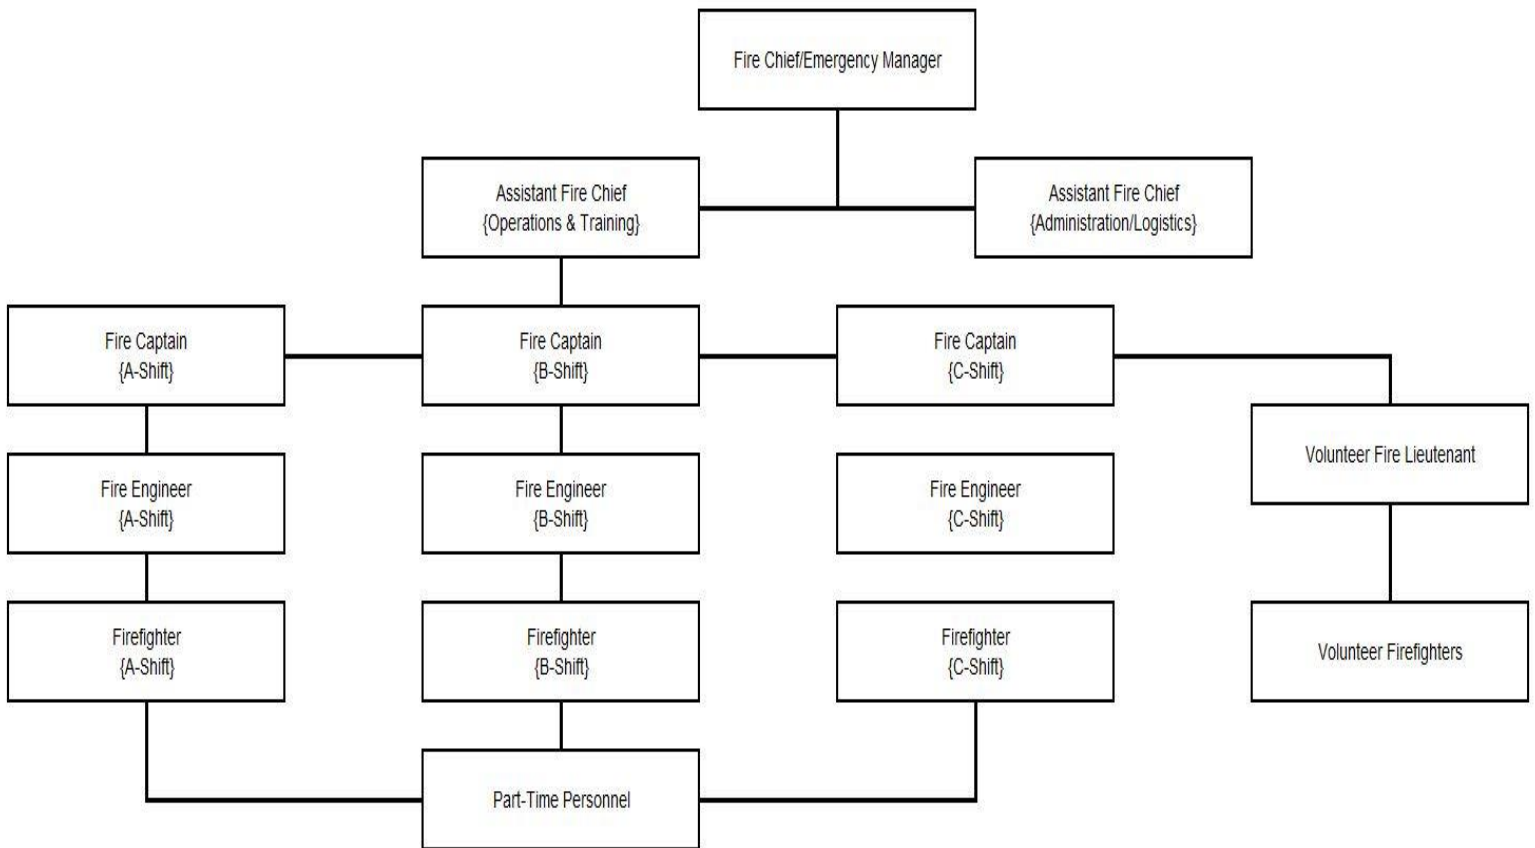 Fire Chief/Emergency Manager
Assistant Fire Chief
{Operations & Training}
Assistant Fire Chief
{Administration/Logistics}
Fire Captain
{A-Shift}
Fire Captain
{B-Shift}
Fire Captain
{C-Shift}
Volunteer Fire Lieutenant
Fire Engineer
{A-Shift}
Fire Engineer
{B-Shift}
Fire Engineer
{C-Shift}
Firefighter
{A-Shift}
Firefighter
{B-Shift}
Firefighter
{C-Shift}
Volunteer Firefighters
Part-Time Personnel